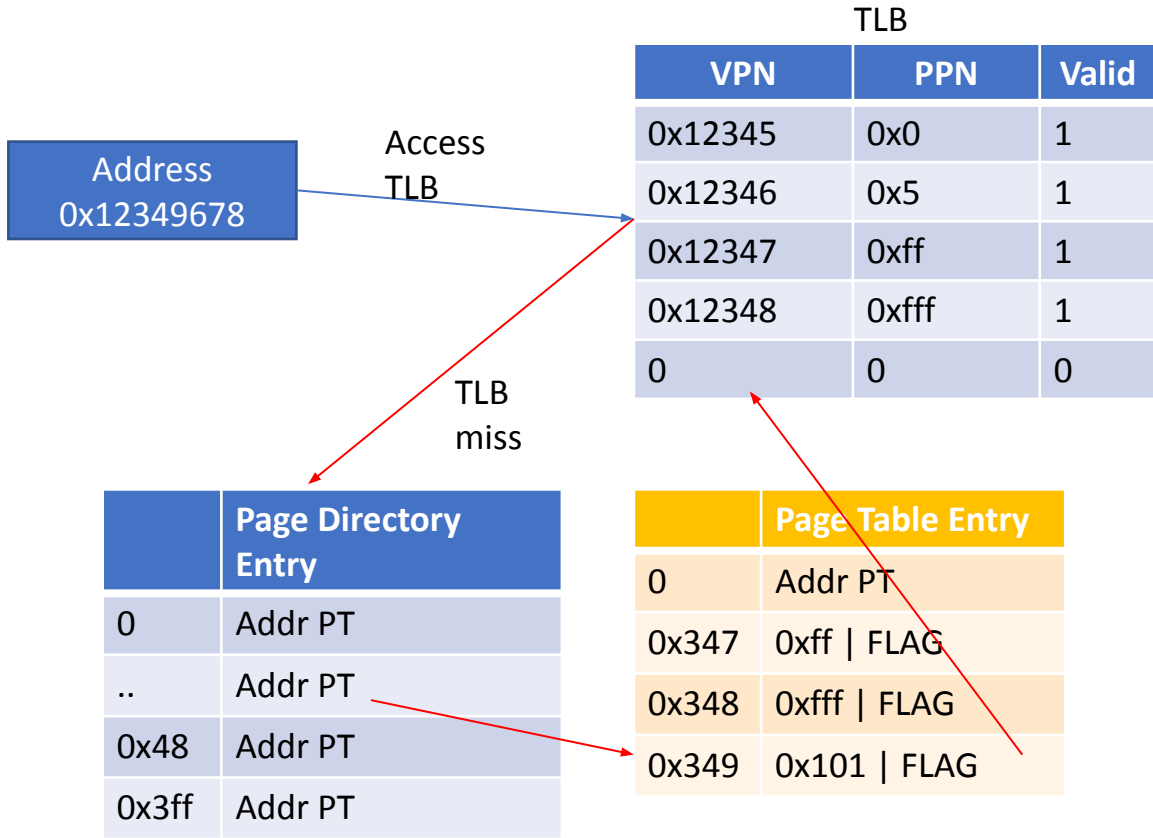 TLB
VPN PPN Valid
0x12345 0x0 1
0x12346 0x5 1
0x12347 0xff 1
0x12348 0xfff 1
0 0 0
Address
0x12349678
Access
TLB
TLB
miss
Page Directory
Entry
0 Addr PT
.. Addr PT
0x48 Addr PT
0x3ff Addr PT
Page Table Entry
0 Addr PT
0x347 0xff | FLAG
0x348 0xfff | FLAG
0x349 0x101 | FLAG